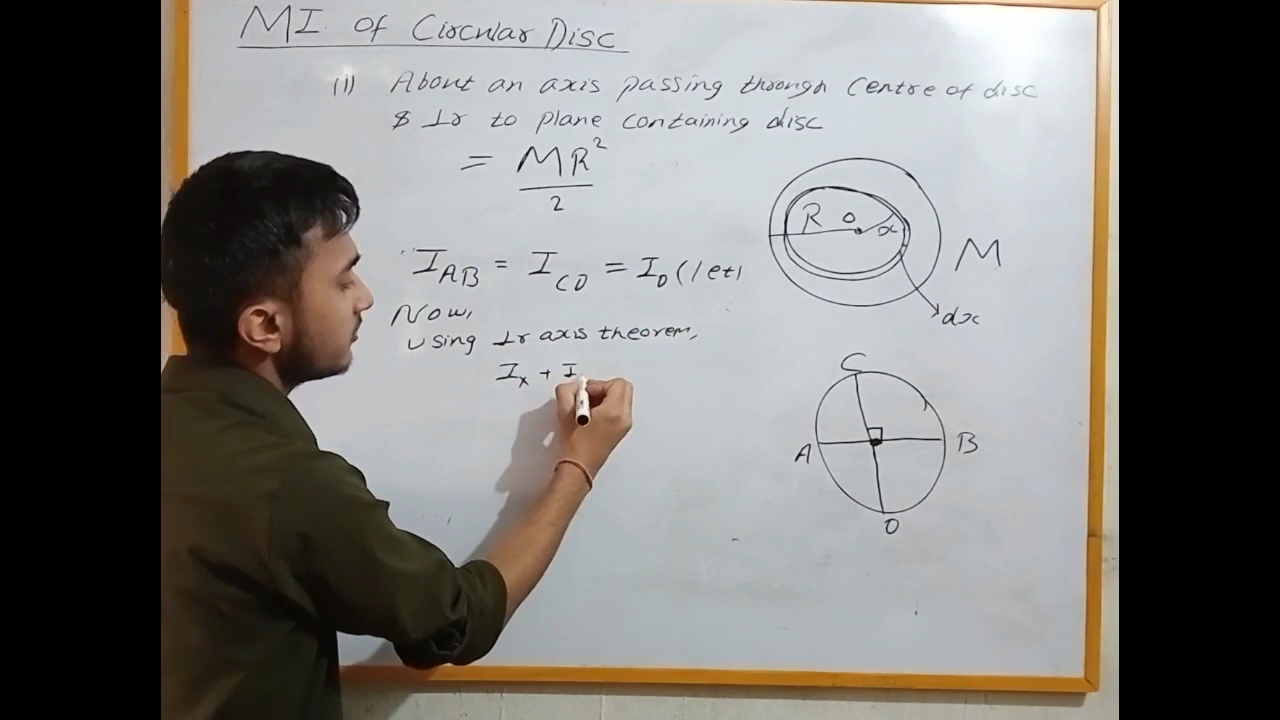 MI of Circular Disc
(1) About an axis passing through centre of disc
& ⊥r to plane containing disc
= MR²
2
I_AB = I_CD = I_D (let)
Now,
using ⊥r axis theorem,
I_x + I
R O x
M
dx
C
A B
D